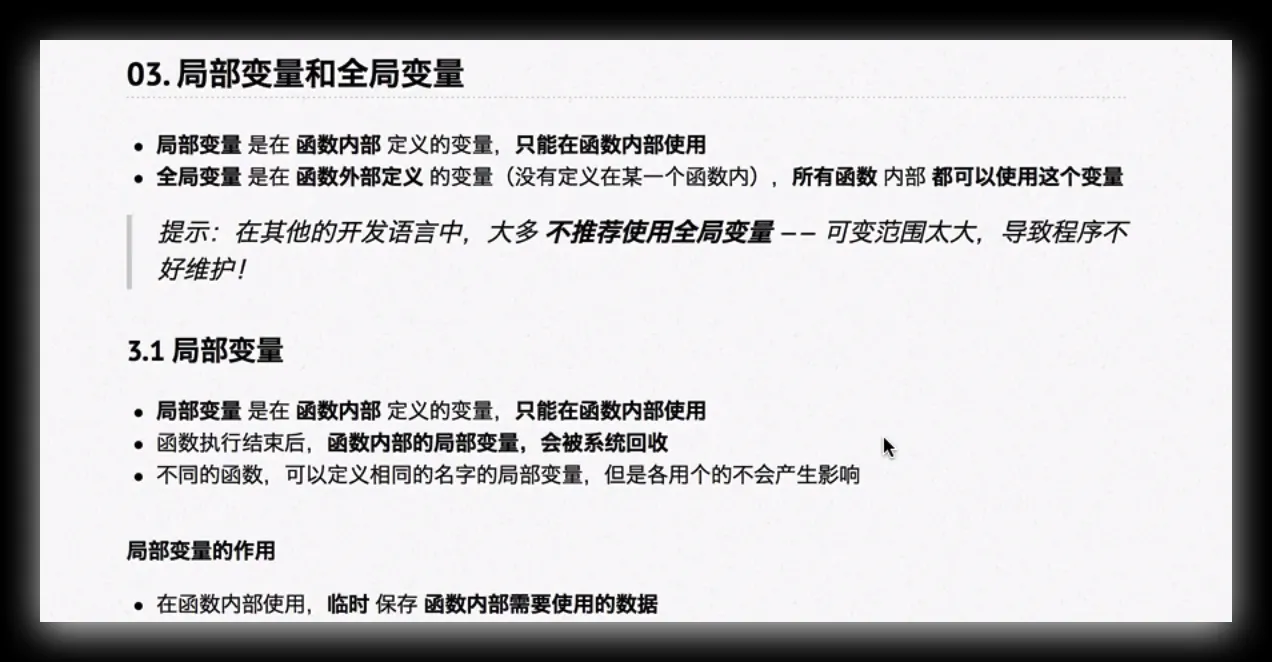 03. 局部变量和全局变量
局部变量 是在 函数内部 定义的变量，只能在函数内部使用
全局变量 是在 函数外部定义 的变量（没有定义在某一个函数内），所有函数 内部 都可以使用这个变量
提示：在其他的开发语言中，大多 不推荐使用全局变量 —— 可变范围太大，导致程序不
好维护！
3.1 局部变量
局部变量 是在 函数内部 定义的变量，只能在函数内部使用
函数执行结束后，函数内部的局部变量，会被系统回收
不同的函数，可以定义相同的名字的局部变量，但是各用个的不会产生影响
局部变量的作用
在函数内部使用，临时 保存 函数内部需要使用的数据